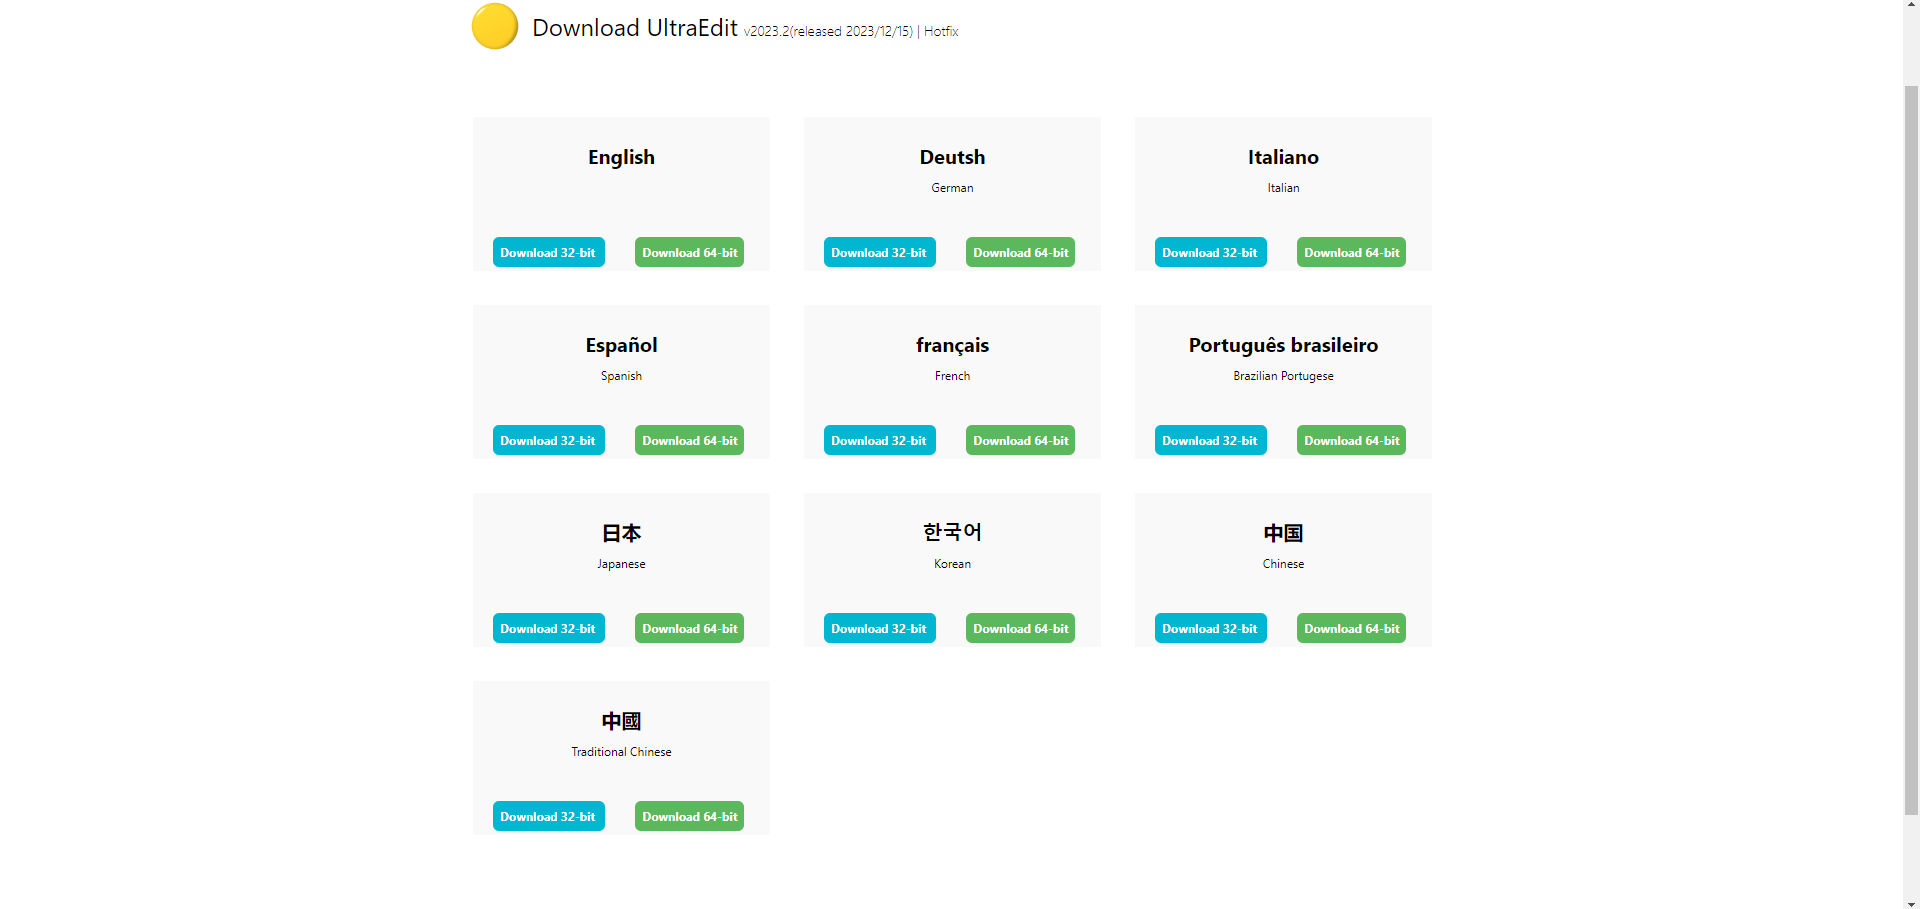 Download UltraEdit v2023.2(released 2023/12/15) | Hotfix
English
Download 32-bit Download 64-bit
Deutsh
German
Download 32-bit Download 64-bit
Italiano
Italian
Download 32-bit Download 64-bit
Español
Spanish
Download 32-bit Download 64-bit
français
French
Download 32-bit Download 64-bit
Português brasileiro
Brazilian Portugese
Download 32-bit Download 64-bit
日本
Japanese
Download 32-bit Download 64-bit
한국어
Korean
Download 32-bit Download 64-bit
中国
Chinese
Download 32-bit Download 64-bit
中國
Traditional Chinese
Download 32-bit Download 64-bit